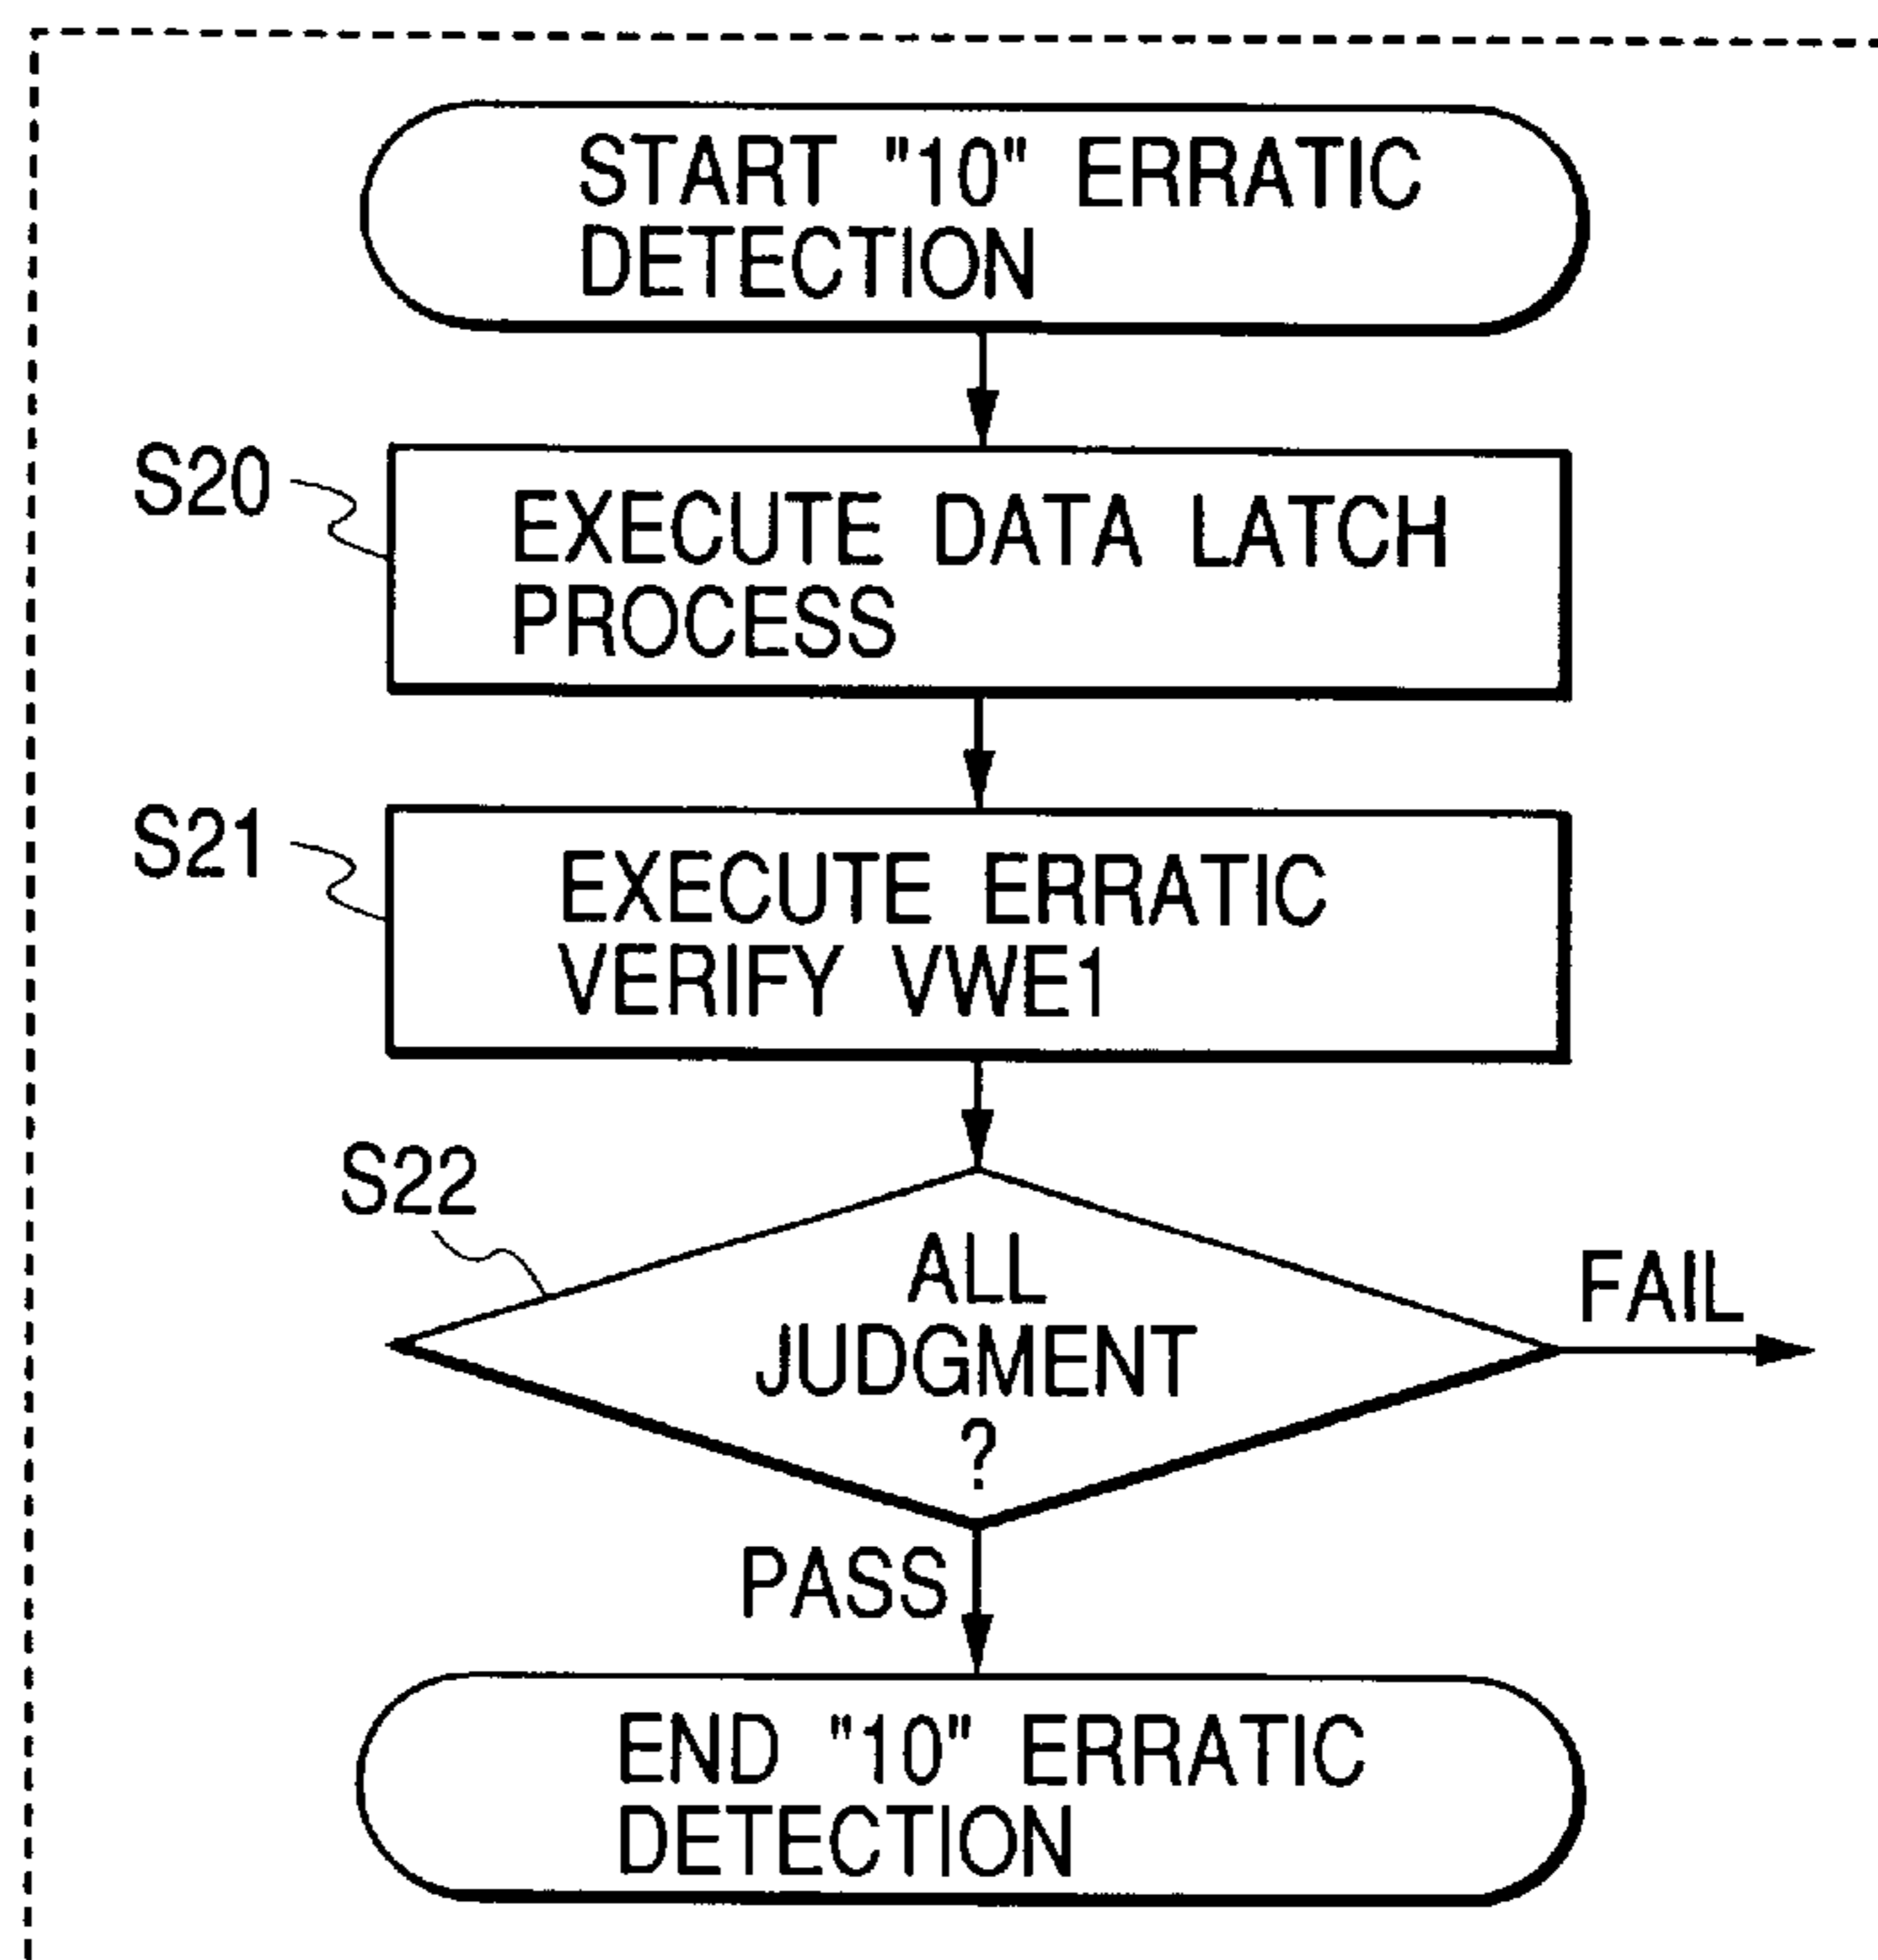 START "10" ERRATIC
DETECTION
S20
EXECUTE DATA LATCH
PROCESS
S21
EXECUTE ERRATIC
VERIFY VWE1
S22
ALL
JUDGMENT
?
FAIL
PASS
END "10" ERRATIC
DETECTION